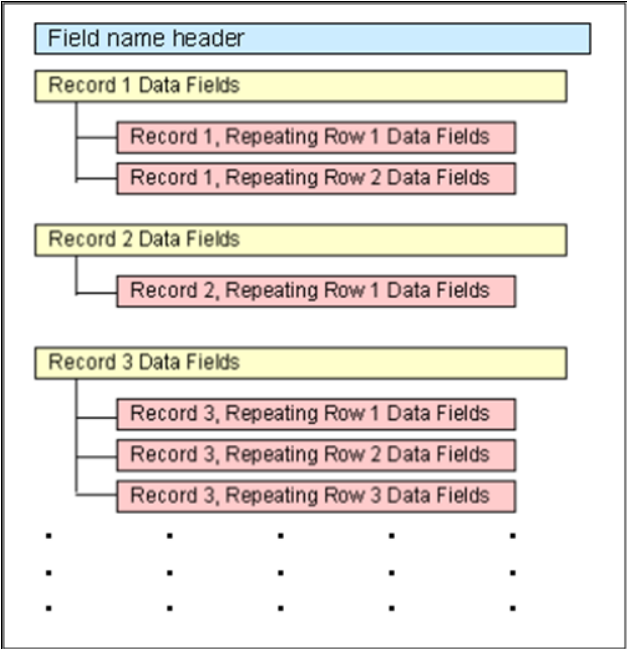 Field name header
Record 1 Data Fields
Record 1, Repeating Row 1 Data Fields
Record 1, Repeating Row 2 Data Fields
Record 2 Data Fields
Record 2, Repeating Row 1 Data Fields
Record 3 Data Fields
Record 3, Repeating Row 1 Data Fields
Record 3, Repeating Row 2 Data Fields
Record 3, Repeating Row 3 Data Fields